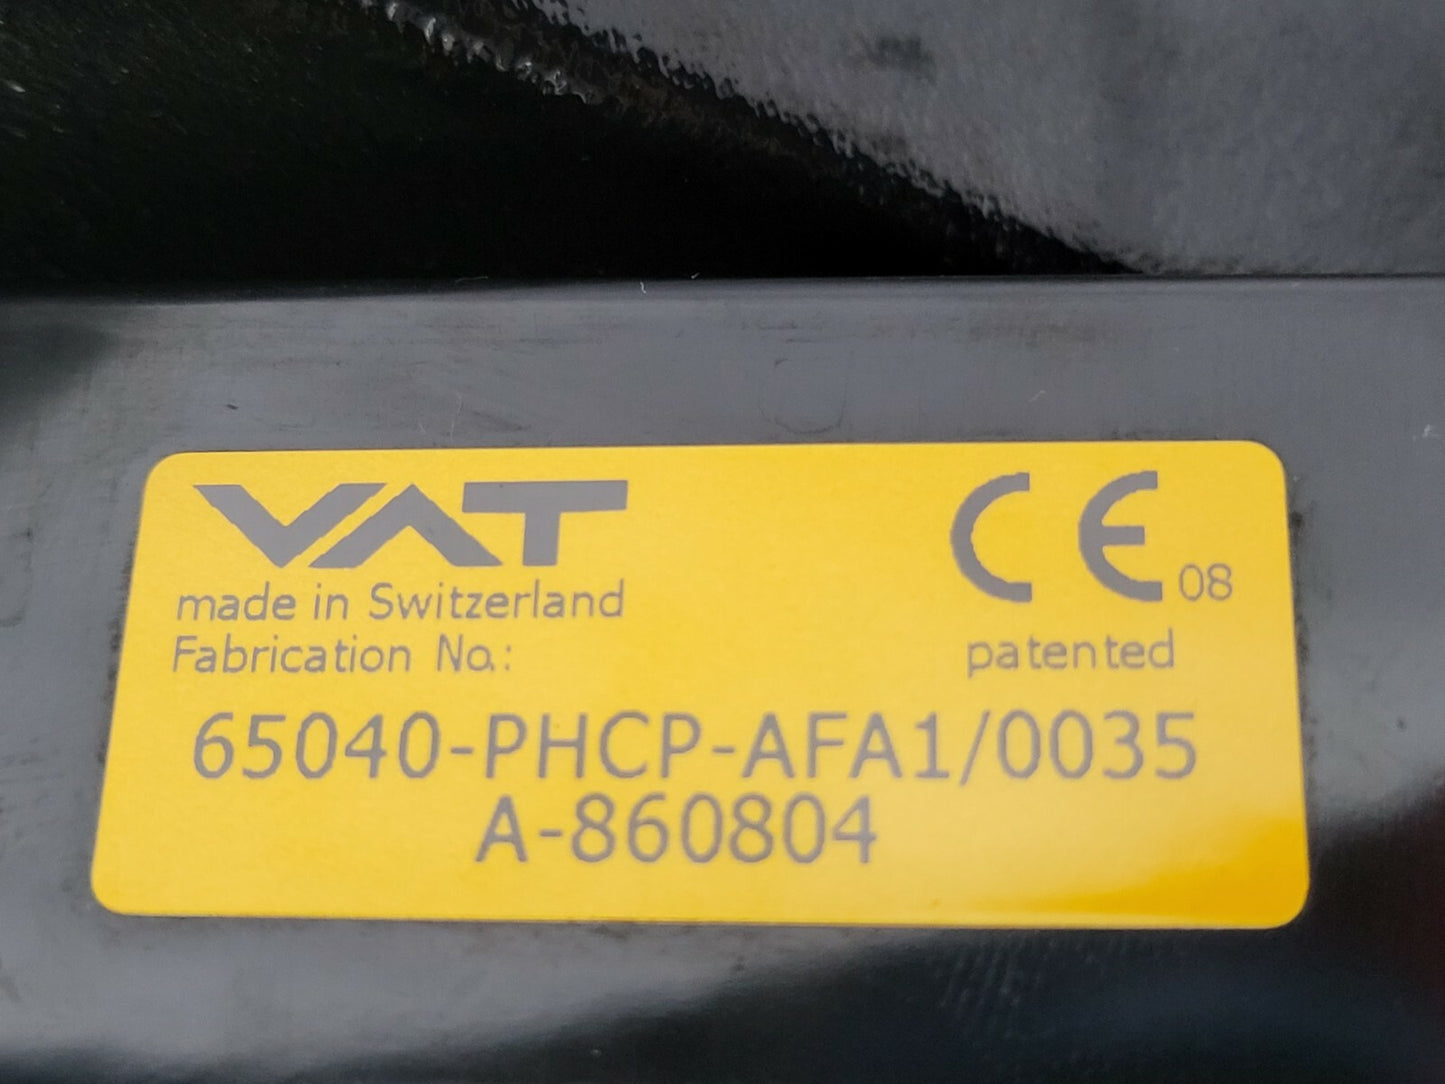 VAT
made in Switzerland
Fabrication No.:
CE 08
patented
65040-PHCP-AFA1/0035
A-860804